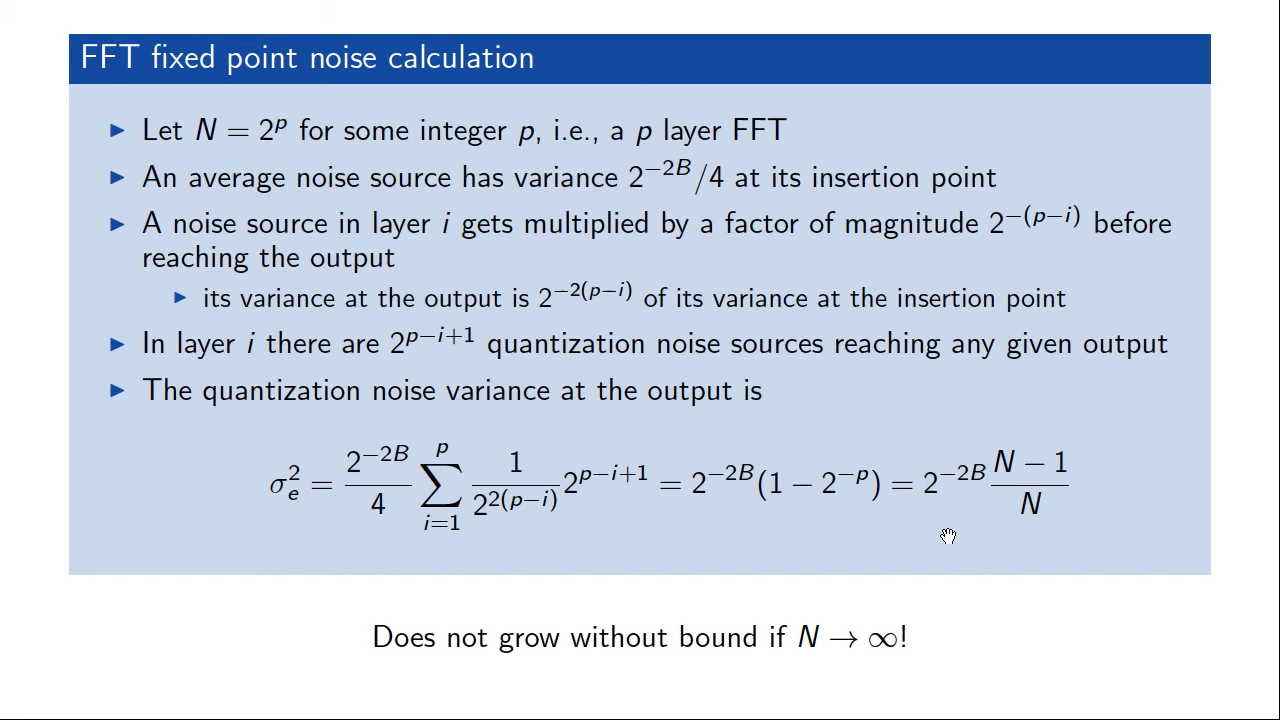 FFT fixed point noise calculation
▶ Let N = 2^p for some integer p, i.e., a p layer FFT
▶ An average noise source has variance 2^{−2B}/4 at its insertion point
▶ A noise source in layer i gets multiplied by a factor of magnitude 2^{−(p−i)} before
reaching the output
▶ its variance at the output is 2^{−2(p−i)} of its variance at the insertion point
▶ In layer i there are 2^{p−i+1} quantization noise sources reaching any given output
▶ The quantization noise variance at the output is
σ_e^2 = \frac{2^{−2B}}{4} \sum_{i=1}^{p} \frac{1}{2^{2(p−i)}} 2^{p−i+1} = 2^{−2B}(1 − 2^{−p}) = 2^{−2B} \frac{N − 1}{N}
Does not grow without bound if N → ∞!